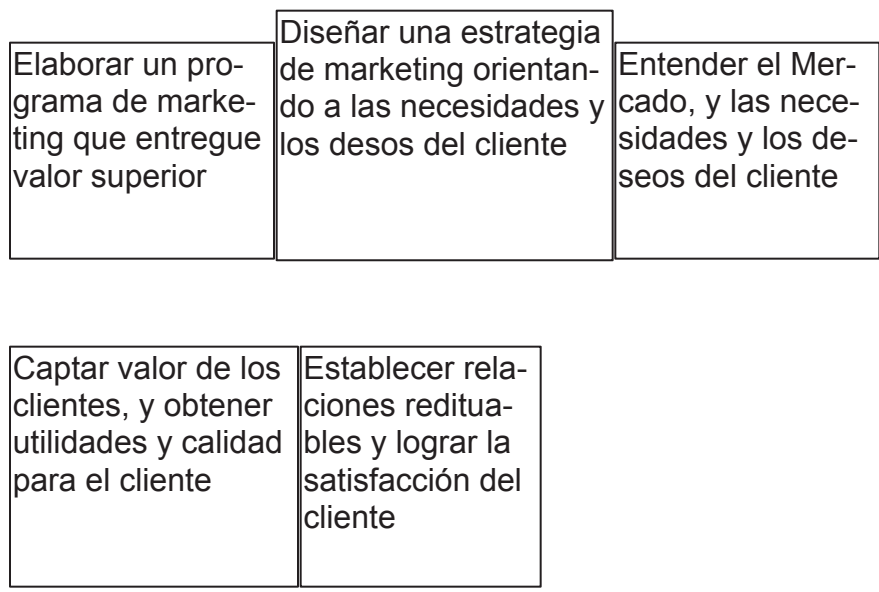 Elaborar un pro-
grama de marke-
ting que entregue
valor superior
Diseñar una estrategia
de marketing orientan-
do a las necesidades y
los desos del cliente
Entender el Mer-
cado, y las nece-
sidades y los de-
seos del cliente
Captar valor de los
clientes, y obtener
utilidades y calidad
para el cliente
Establecer rela-
ciones reditua-
bles y lograr la
satisfacción del
cliente